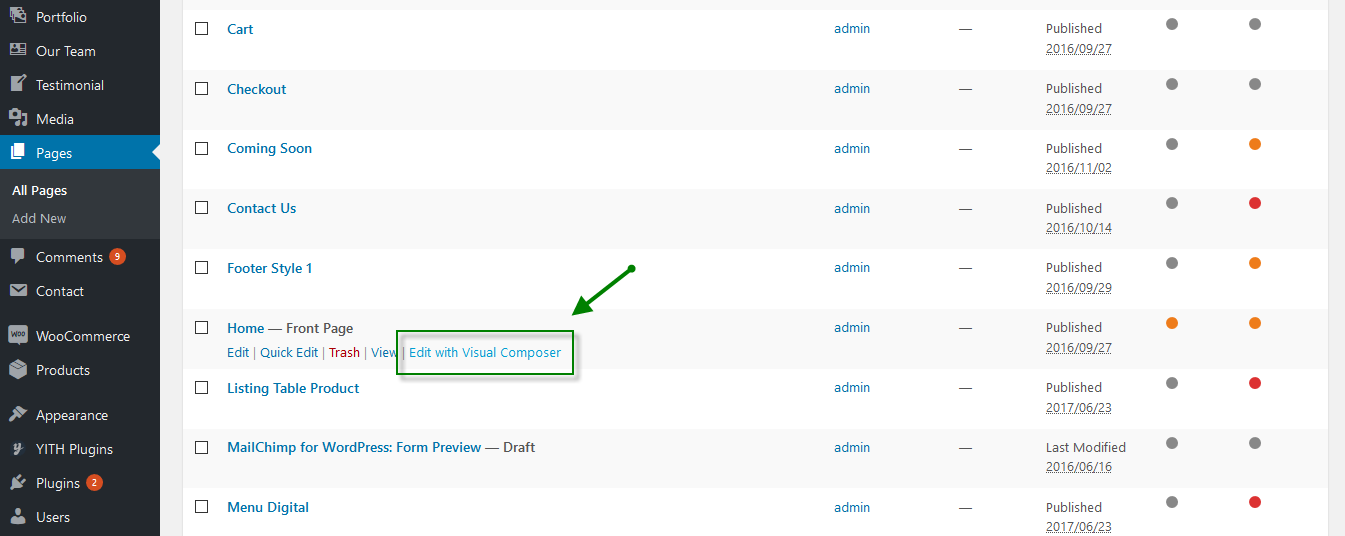 Portfolio
Our Team
Testimonial
Media
Pages
All Pages
Add New
Comments 9
Contact
WOO WooCommerce
Products
Appearance
YITH Plugins
Plugins 2
Users
Cart admin — Published
2016/09/27
Checkout admin — Published
2016/09/27
Coming Soon admin — Published
2016/11/02
Contact Us admin — Published
2016/10/14
Footer Style 1 admin — Published
2016/09/29
Home — Front Page admin — Published
Edit | Quick Edit | Trash | View | Edit with Visual Composer 2016/09/27
Listing Table Product admin — Published
2017/06/23
MailChimp for WordPress: Form Preview — Draft admin — Last Modified
2016/06/16
Menu Digital admin — Published
2017/06/23